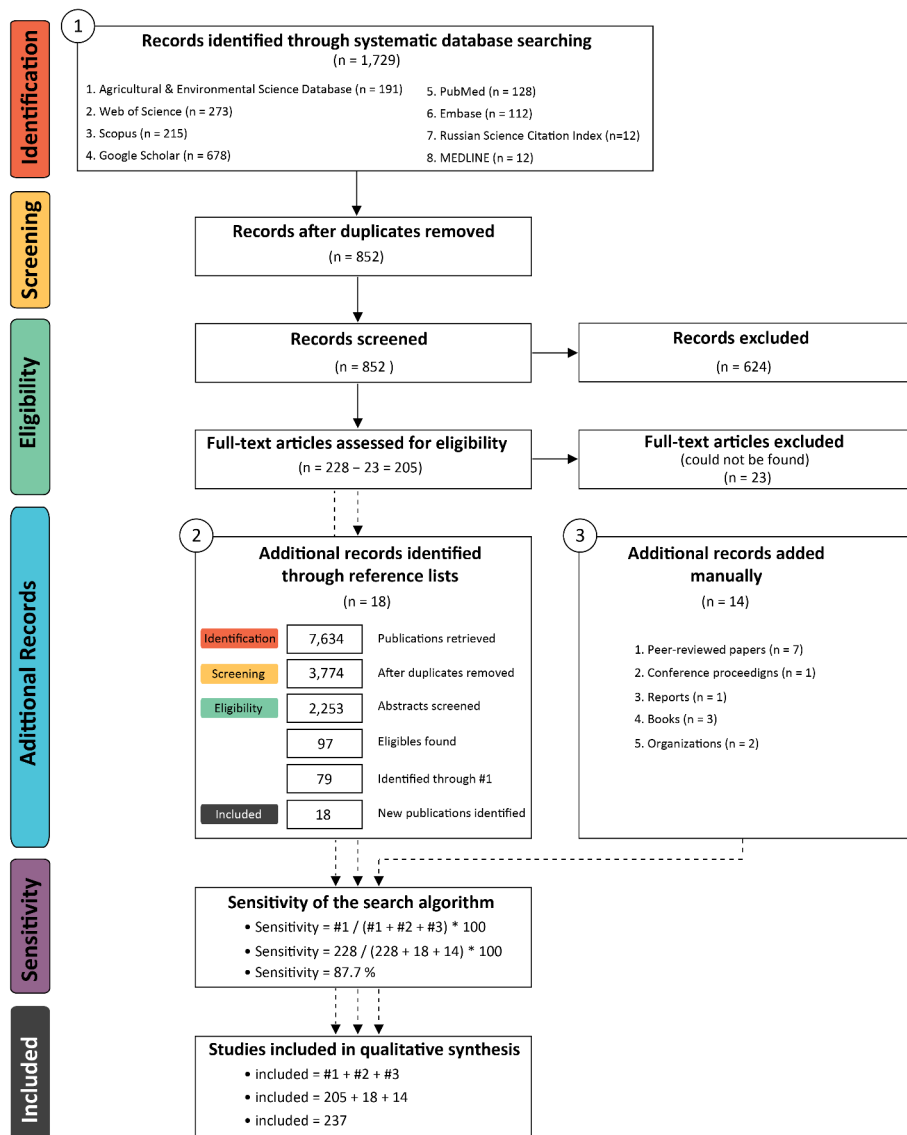 Identification
1
Records identified through systematic database searching
(n = 1,729)
1. Agricultural & Environmental Science Database (n = 191)
2. Web of Science (n = 273)
3. Scopus (n = 215)
4. Google Scholar (n = 678)
5. PubMed (n = 128)
6. Embase (n = 112)
7. Russian Science Citation Index (n=12)
8. MEDLINE (n = 12)
Screening
Records after duplicates removed
(n = 852)
Eligibility
Records screened
(n = 852 )
Records excluded
(n = 624)
Full-text articles assessed for eligibility
(n = 228 – 23 = 205)
Full-text articles excluded
(could not be found)
(n = 23)
Adittional Records
2
Additional records identified
through reference lists
(n = 18)
Identification 7,634 Publications retrieved
Screening 3,774 After duplicates removed
Eligibility 2,253 Abstracts screened
97 Eligibles found
79 Identified through #1
Included 18 New publications identified
3
Additional records added
manually
(n = 14)
1. Peer-reviewed papers (n = 7)
2. Conference proceedigns (n = 1)
3. Reports (n = 1)
4. Books (n = 3)
5. Organizations (n = 2)
Sensitivity
Sensitivity of the search algorithm
• Sensitivity = #1 / (#1 + #2 + #3) * 100
• Sensitivity = 228 / (228 + 18 + 14) * 100
• Sensitivity = 87.7 %
Included
Studies included in qualitative synthesis
• included = #1 + #2 + #3
• included = 205 + 18 + 14
• included = 237